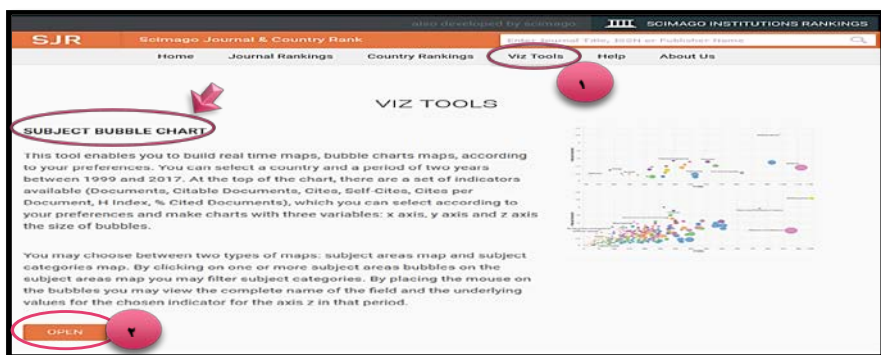 also developed by scimago: SCIMAGO INSTITUTIONS RANKINGS
SJR Scimago Journal & Country Rank Enter Journal Title, ISSN or Publisher Name
Home Journal Rankings Country Rankings Viz Tools Help About Us
١
VIZ TOOLS
SUBJECT BUBBLE CHART
This tool enables you to build real time maps, bubble charts maps, according
to your preferences. You can select a country and a period of two years
between 1999 and 2017. At the top of the chart, there are a set of indicators
available (Documents, Citable Documents, Cites, Self-Cites, Cites per
Document, H Index, % Cited Documents), which you can select according to
your preferences and make charts with three variables: x axis, y axis and z axis
the size of bubbles.
You may choose between two types of maps: subject areas map and subject
categories map. By clicking on one or more subject areas bubbles on the
subject areas map you may filter subject categories. By placing the mouse on
the bubbles you may view the complete name of the field and the underlying
values for the chosen indicator for the axis z in that period.
OPEN ٢